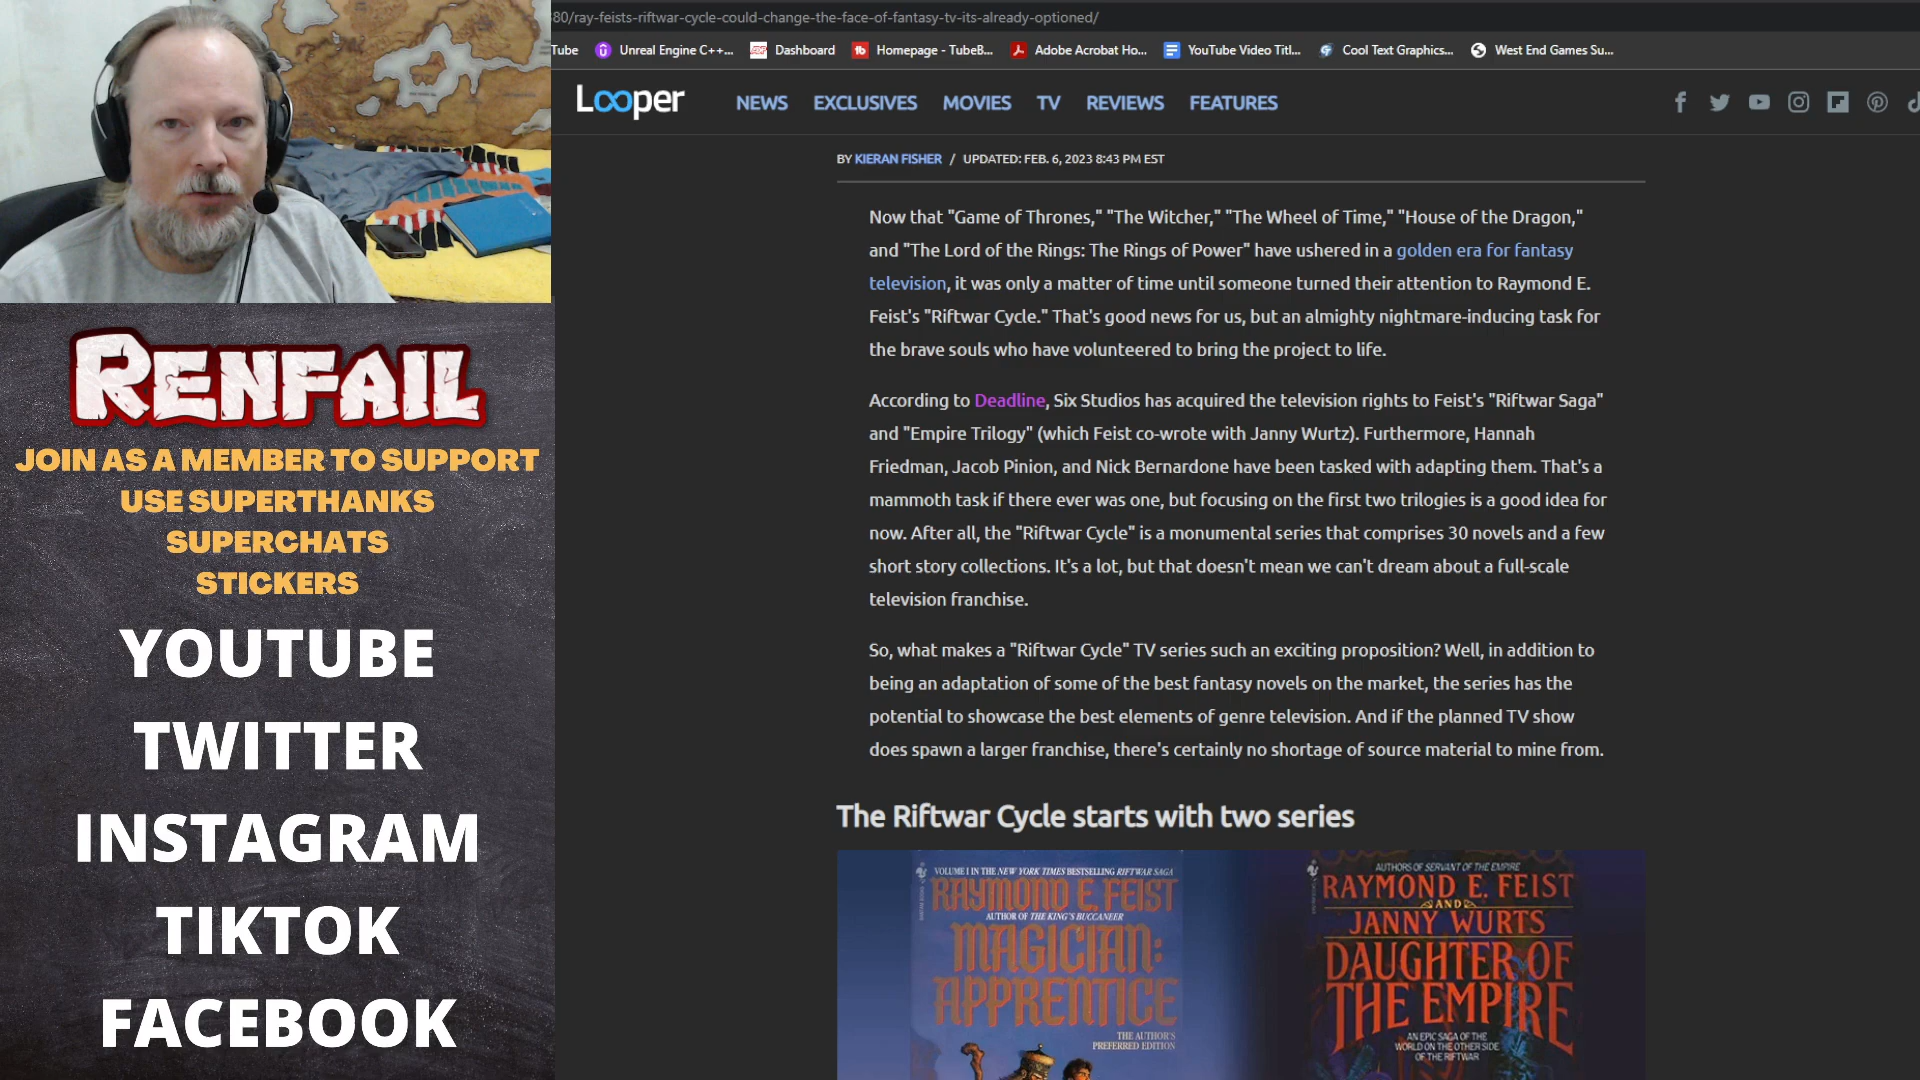 80/ray-feists-riftwar-cycle-could-change-the-face-of-fantasy-tv-its-already-optioned/
Tube
Unreal Engine C++...
Dashboard
Homepage - TubeB...
Adobe Acrobat Ho...
YouTube Video Titl...
Cool Text Graphics...
West End Games Su...
Looper
NEWS EXCLUSIVES MOVIES TV REVIEWS FEATURES
BY KIERAN FISHER / UPDATED: FEB. 6, 2023 8:43 PM EST
Now that "Game of Thrones," "The Witcher," "The Wheel of Time," "House of the Dragon,"
and "The Lord of the Rings: The Rings of Power" have ushered in a golden era for fantasy
television, it was only a matter of time until someone turned their attention to Raymond E.
Feist's "Riftwar Cycle." That's good news for us, but an almighty nightmare-inducing task for
the brave souls who have volunteered to bring the project to life.
According to Deadline, Six Studios has acquired the television rights to Feist's "Riftwar Saga"
and "Empire Trilogy" (which Feist co-wrote with Janny Wurtz). Furthermore, Hannah
Friedman, Jacob Pinion, and Nick Bernardone have been tasked with adapting them. That's a
mammoth task if there ever was one, but focusing on the first two trilogies is a good idea for
now. After all, the "Riftwar Cycle" is a monumental series that comprises 30 novels and a few
short story collections. It's a lot, but that doesn't mean we can't dream about a full-scale
television franchise.
So, what makes a "Riftwar Cycle" TV series such an exciting proposition? Well, in addition to
being an adaptation of some of the best fantasy novels on the market, the series has the
potential to showcase the best elements of genre television. And if the planned TV show
does spawn a larger franchise, there's certainly no shortage of source material to mine from.
The Riftwar Cycle starts with two series
VOLUME I IN THE NEW YORK TIMES BESTSELLING RIFTWAR SAGA
RAYMOND E. FEIST
AUTHOR OF THE KING'S BUCCANEER
MAGICIAN:
APPRENTICE
THE AUTHOR'S
PREFERRED EDITION
AUTHORS OF SERVANT OF THE EMPIRE
RAYMOND E. FEIST
AND
JANNY WURTS
DAUGHTER OF
THE EMPIRE
AN EPIC SAGA OF THE
WORLD ON THE OTHER SIDE
OF THE RIFTWAR
RENFAIL
JOIN AS A MEMBER TO SUPPORT
USE SUPERTHANKS
SUPERCHATS
STICKERS
YOUTUBE
TWITTER
INSTAGRAM
TIKTOK
FACEBOOK